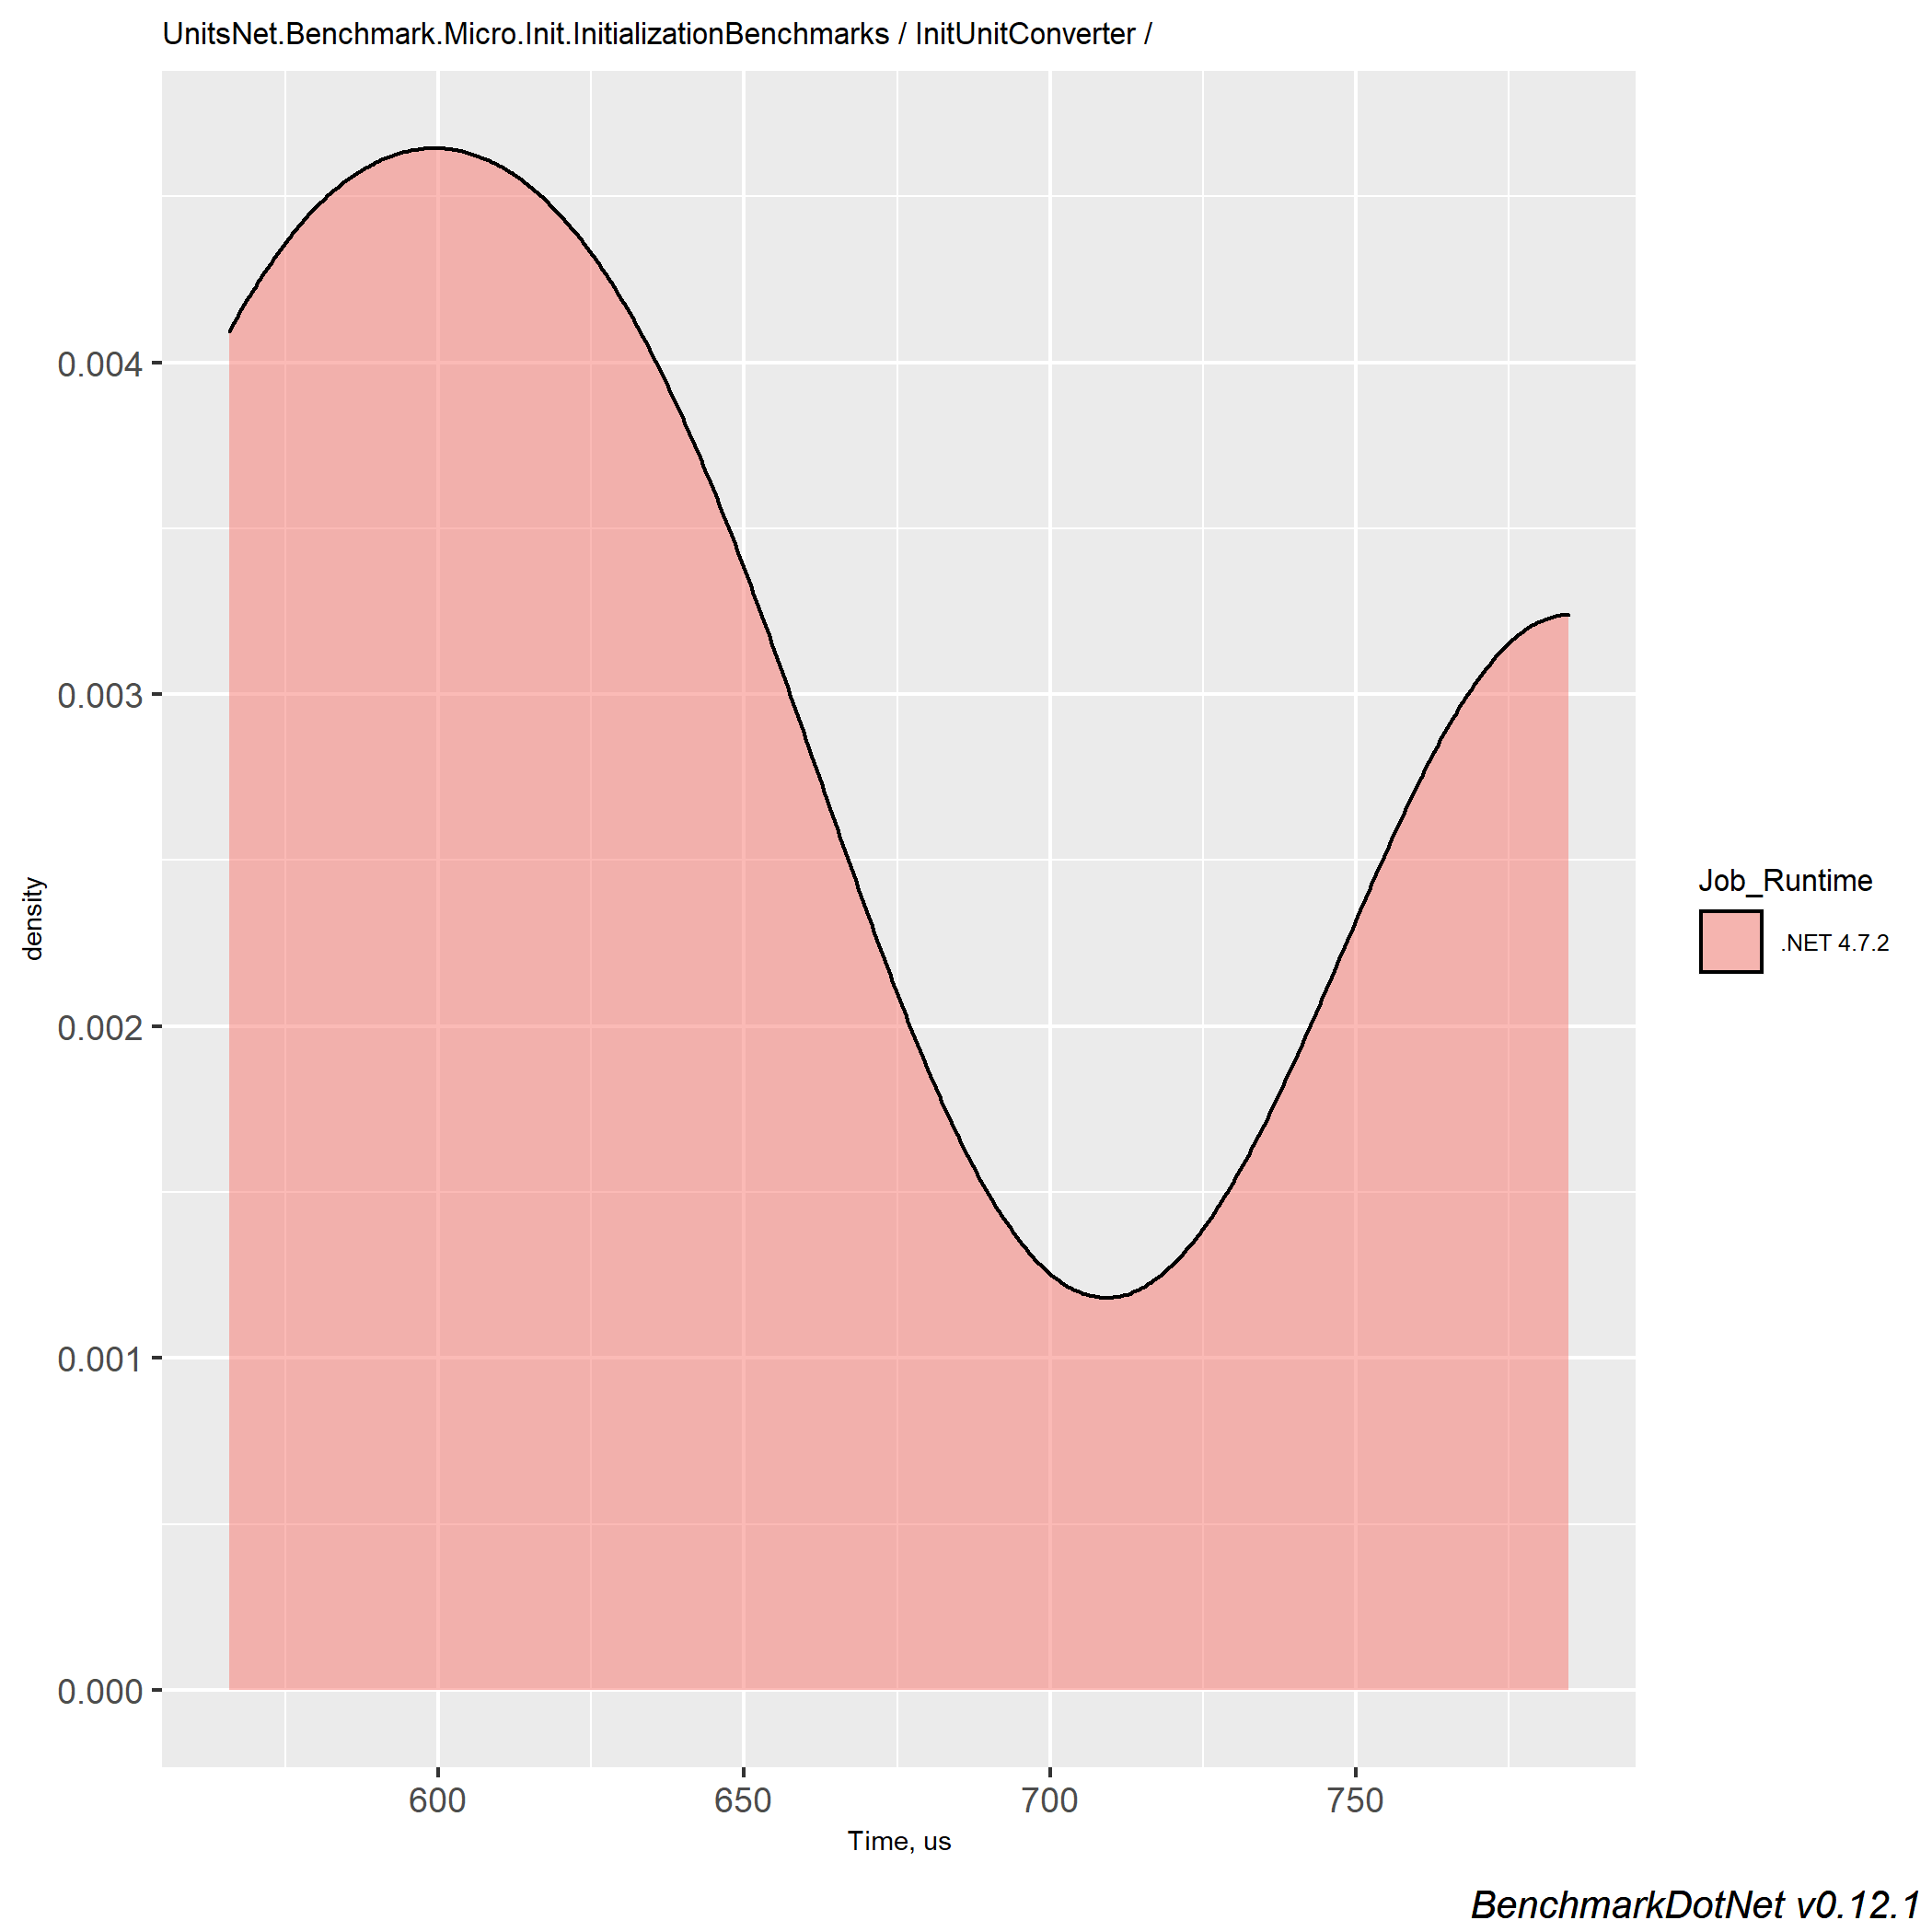 UnitsNet.Benchmark.Micro.Init.InitializationBenchmarks / InitUnitConverter /
0.004
0.003
0.002
0.001
0.000
density
600 650 700 750
Time, us
Job_Runtime
.NET 4.7.2
BenchmarkDotNet v0.12.1